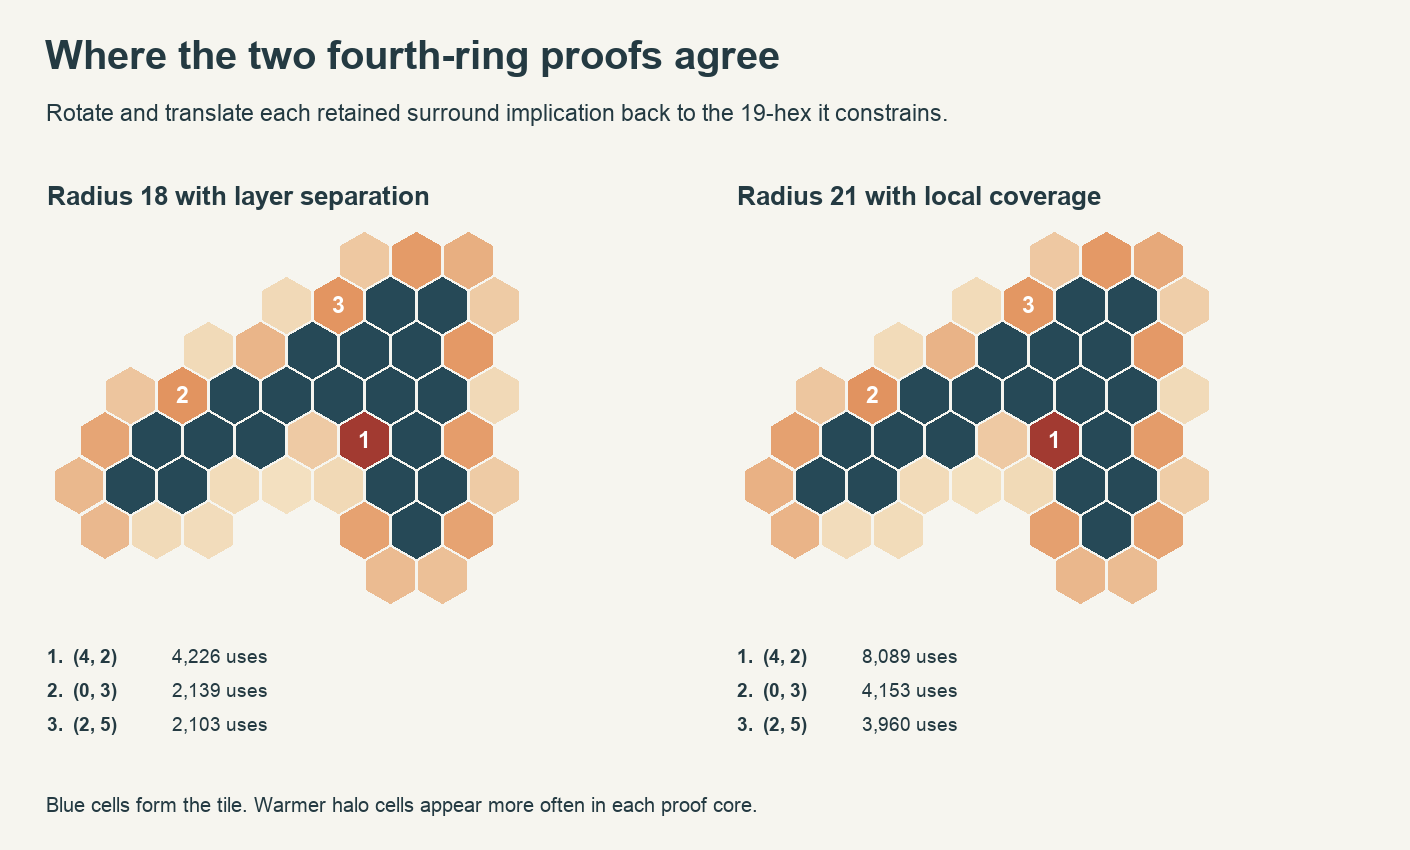 Where the two fourth-ring proofs agree
Rotate and translate each retained surround implication back to the 19-hex it constrains.
Radius 18 with layer separation
3
2
1
1. (4, 2) 4,226 uses
2. (0, 3) 2,139 uses
3. (2, 5) 2,103 uses
Radius 21 with local coverage
3
2
1
1. (4, 2) 8,089 uses
2. (0, 3) 4,153 uses
3. (2, 5) 3,960 uses
Blue cells form the tile. Warmer halo cells appear more often in each proof core.